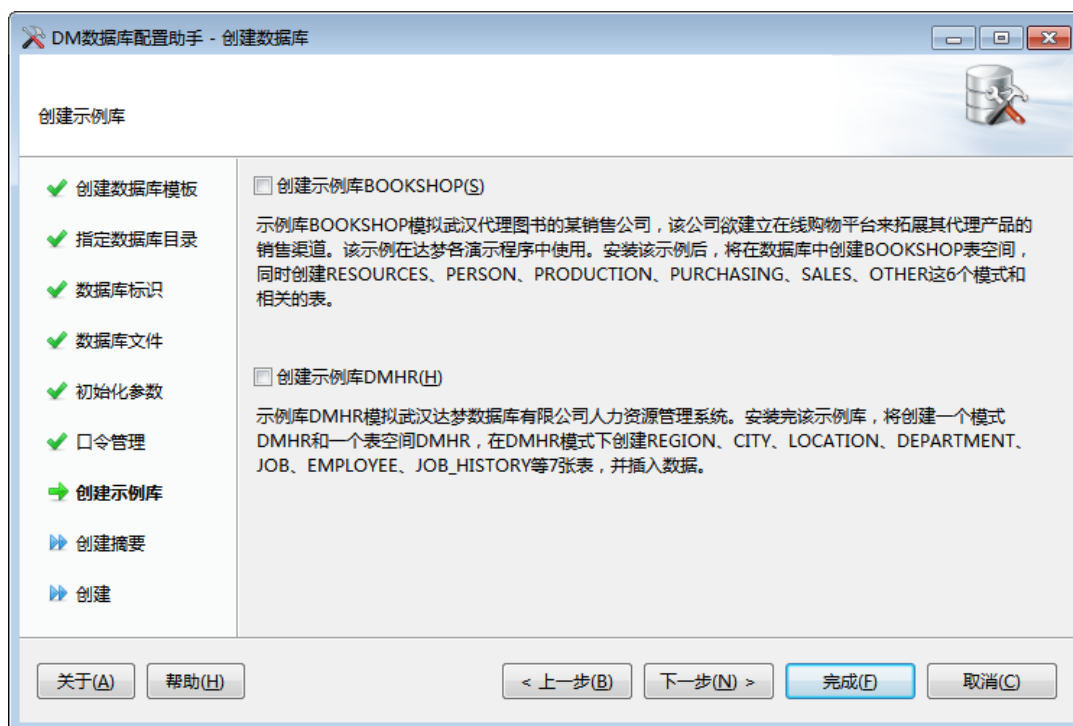 DM数据库配置助手 - 创建数据库
创建示例库
创建数据库模板
指定数据库目录
数据库标识
数据库文件
初始化参数
口令管理
创建示例库
创建摘要
创建
创建示例库BOOKSHOP(S)
示例库BOOKSHOP模拟武汉代理图书的某销售公司，该公司欲建立在线购物平台来拓展其代理产品的
销售渠道。该示例在达梦各演示程序中使用。安装该示例后，将在数据库中创建BOOKSHOP表空间，
同时创建RESOURCES、PERSON、PRODUCTION、PURCHASING、SALES、OTHER这6个模式和
相关的表。
创建示例库DMHR(H)
示例库DMHR模拟武汉达梦数据库有限公司人力资源管理系统。安装完该示例库，将创建一个模式
DMHR和一个表空间DMHR，在DMHR模式下创建REGION、CITY、LOCATION、DEPARTMENT、
JOB、EMPLOYEE、JOB_HISTORY等7张表，并插入数据。
关于(A) 帮助(H) < 上一步(B) 下一步(N) > 完成(F) 取消(C)